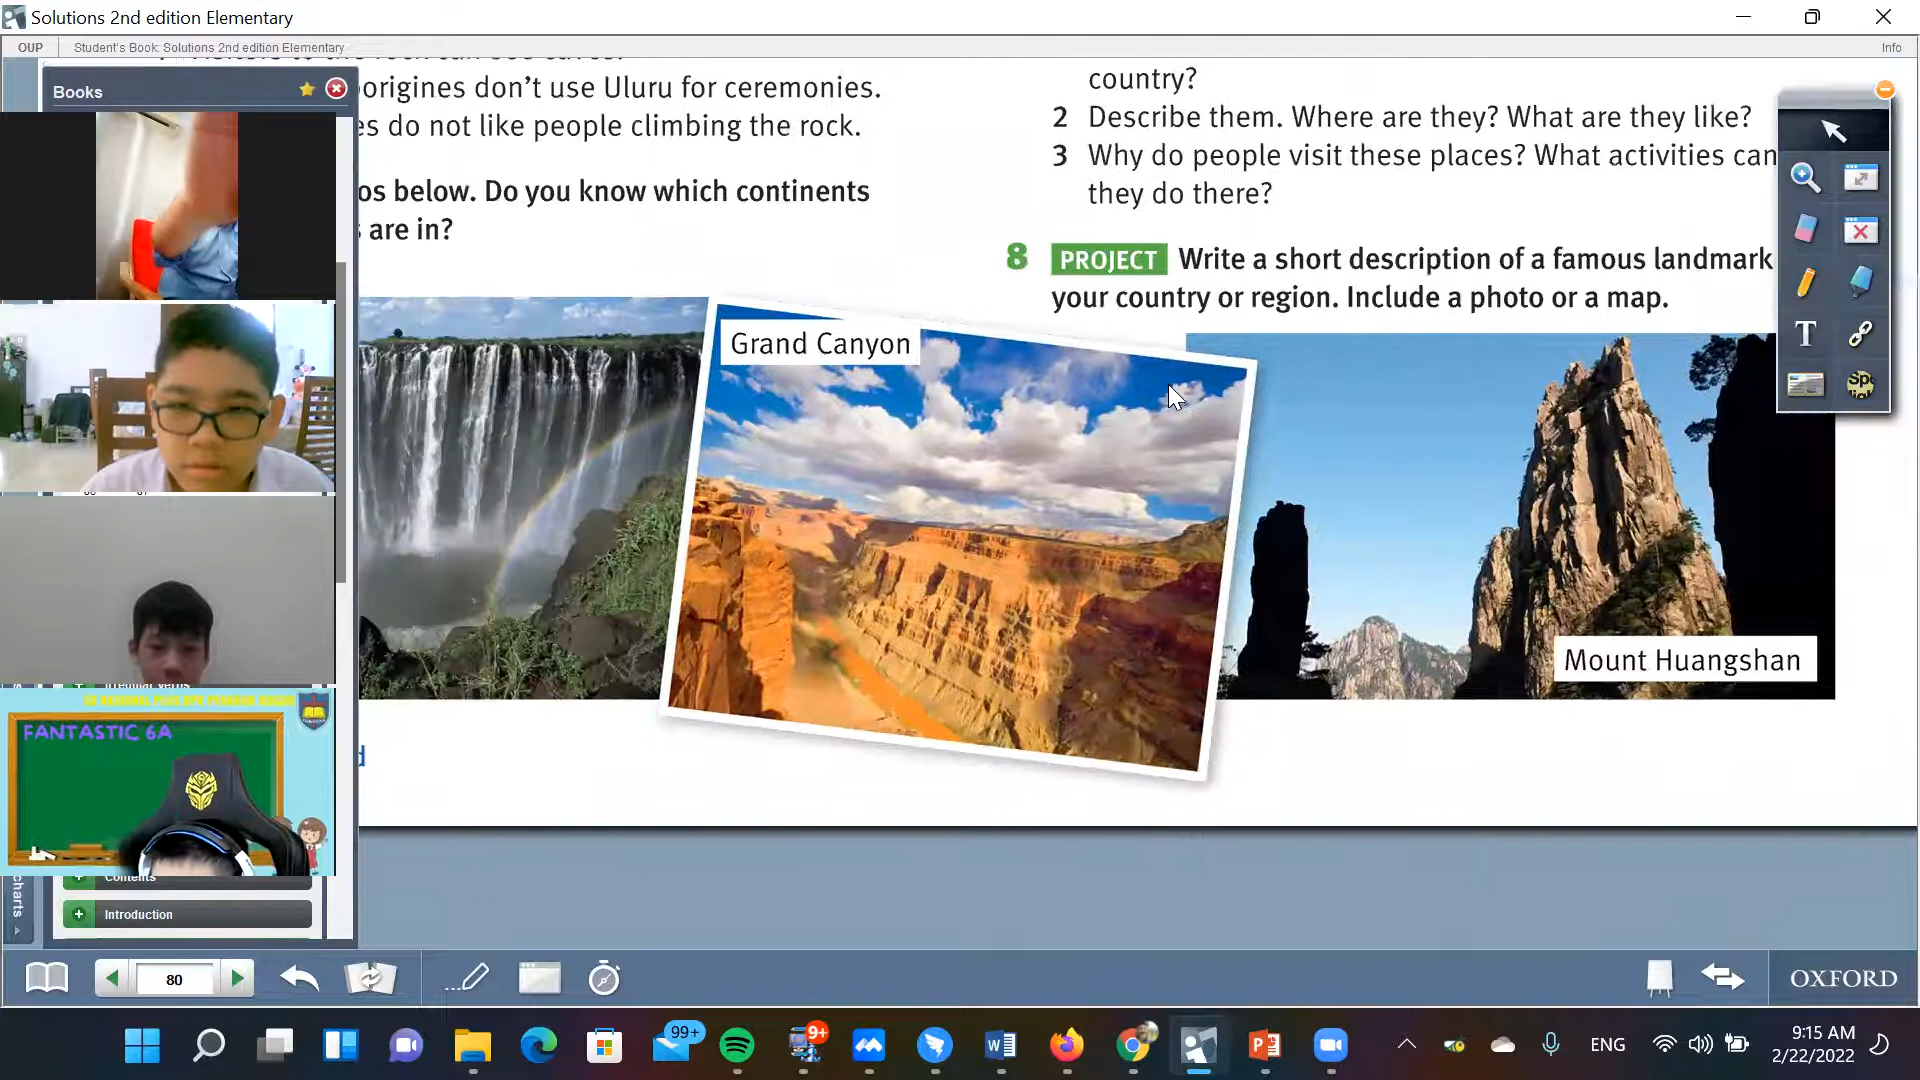 Solutions 2nd edition Elementary
OUP
Student's Book: Solutions 2nd edition Elementary
Info
Books
origines don't use Uluru for ceremonies.
es do not like people climbing the rock.
os below. Do you know which continents
are in?
country?
2 Describe them. Where are they? What are they like?
3 Why do people visit these places? What activities can
they do there?
8 PROJECT Write a short description of a famous landmark
your country or region. Include a photo or a map.
Grand Canyon
Mount Huangshan
FANTASTIC 6A
charts
Contents
Introduction
80
T
OXFORD
99+
9+
ENG
9:15 AM
2/22/2022